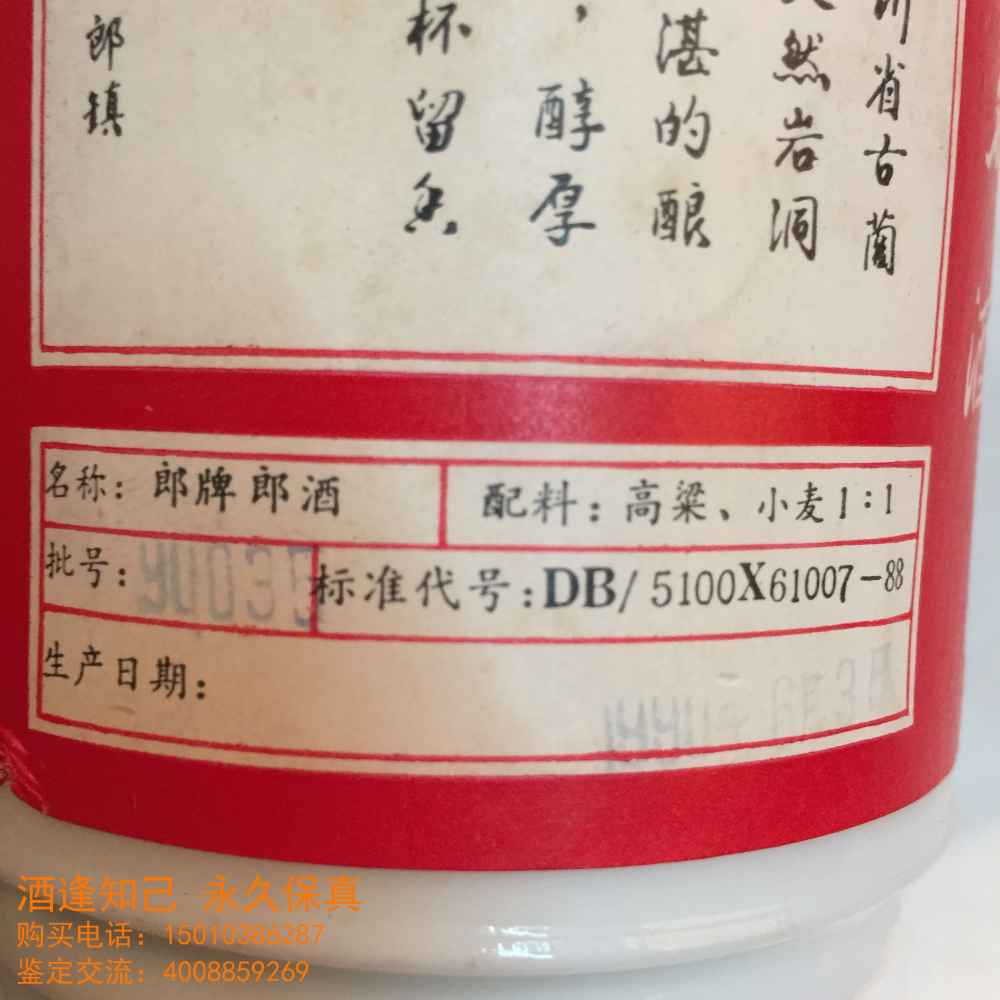 川省古蔺
然岩洞
湛的酿
，醇厚
杯留香
郎镇
名称：郎牌郎酒
配料：高粱、小麦1:1
批号：
标准代号：DB/5100X61007-88
生产日期：
酒逢知己 永久保真
购买电话：15010386287
鉴定交流：4008859269